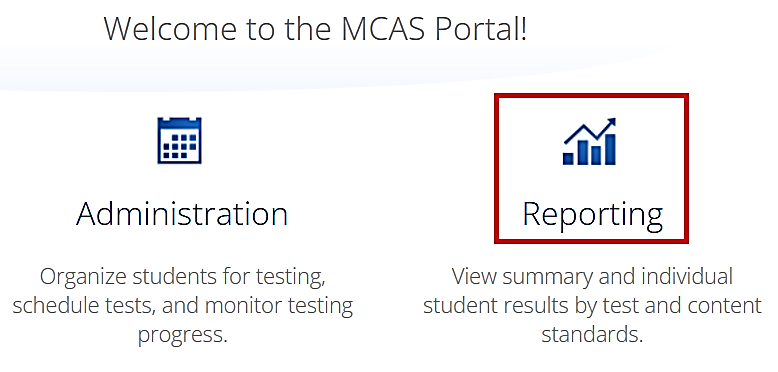 Welcome to the MCAS Portal!
Administration
Organize students for testing,
schedule tests, and monitor testing
progress.
Reporting
View summary and individual
student results by test and content
standards.